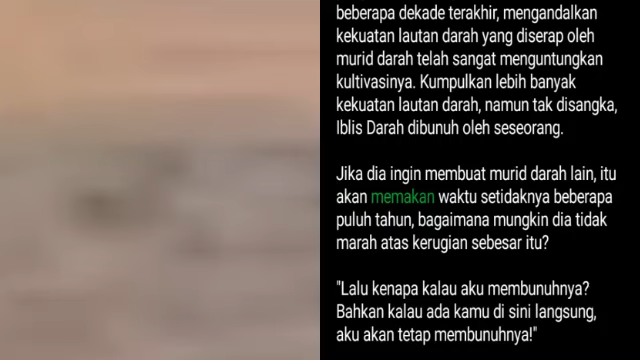 beberapa dekade terakhir, mengandalkan
kekuatan lautan darah yang diserap oleh
murid darah telah sangat menguntungkan
kultivasinya. Kumpulkan lebih banyak
kekuatan lautan darah, namun tak disangka,
Iblis Darah dibunuh oleh seseorang.
Jika dia ingin membuat murid darah lain, itu
akan memakan waktu setidaknya beberapa
puluh tahun, bagaimana mungkin dia tidak
marah atas kerugian sebesar itu?
"Lalu kenapa kalau aku membunuhnya?
Bahkan kalau ada kamu di sini langsung,
aku akan tetap membunuhnya!"